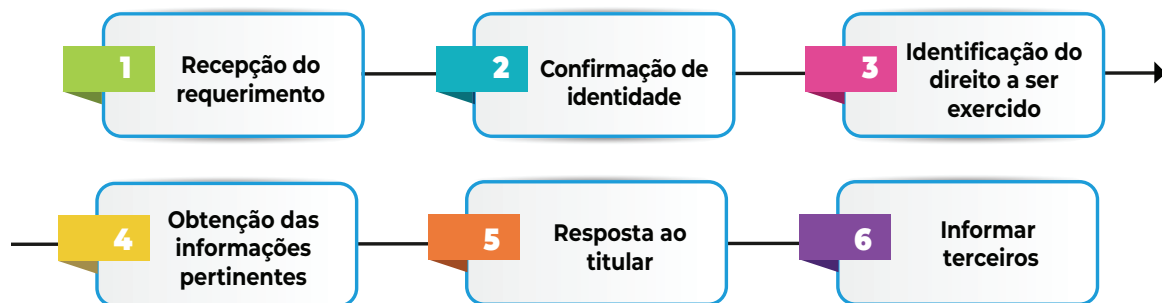 1
Recepção do
requerimento
2
Confirmação de
identidade
3
Identificação do
direito a ser
exercido
4
Obtenção das
informações
pertinentes
5
Resposta ao
titular
6
Informar
terceiros